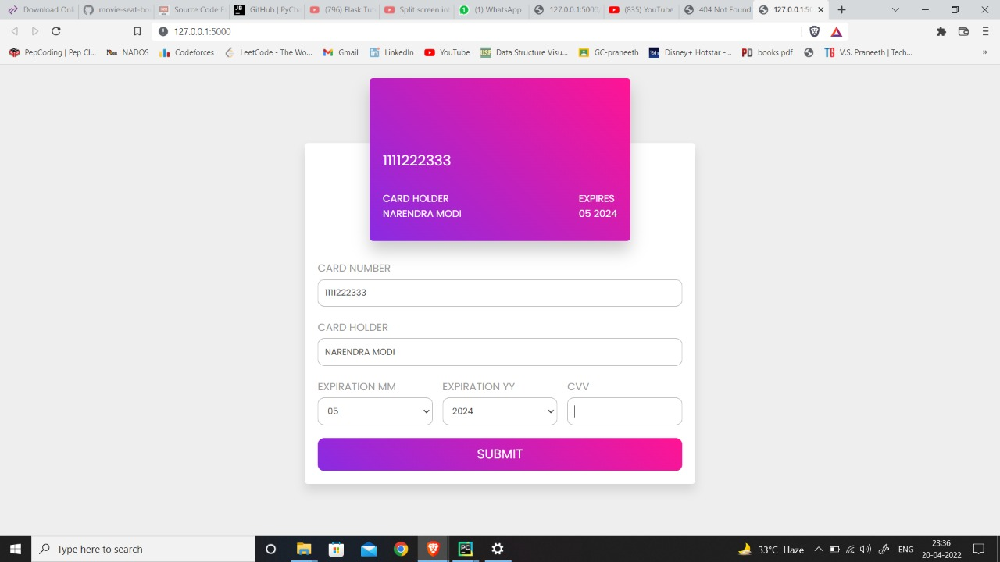 Download Onl
movie-seat-bo
Source Code E
GitHub | PyCh
(796) Flask Tut
Split screen in
(1) WhatsApp
127.0.0.1:5000
(835) YouTube
404 Not Found
127.0.0.1:50
127.0.0.1:5000
PepCoding | Pep Cl...
NADOS
Codeforces
LeetCode - The Wo...
Gmail
LinkedIn
YouTube
Data Structure Visu...
GC-praneeth
Disney+ Hotstar -...
books pdf
V.S. Praneeth | Tech...
»
1111222333
CARD HOLDER
NARENDRA MODI
EXPIRES
05 2024
CARD NUMBER
1111222333
CARD HOLDER
NARENDRA MODI
EXPIRATION MM
EXPIRATION YY
CVV
05
2024
SUBMIT
Type here to search
33°C Haze
ENG
23:36
20-04-2022